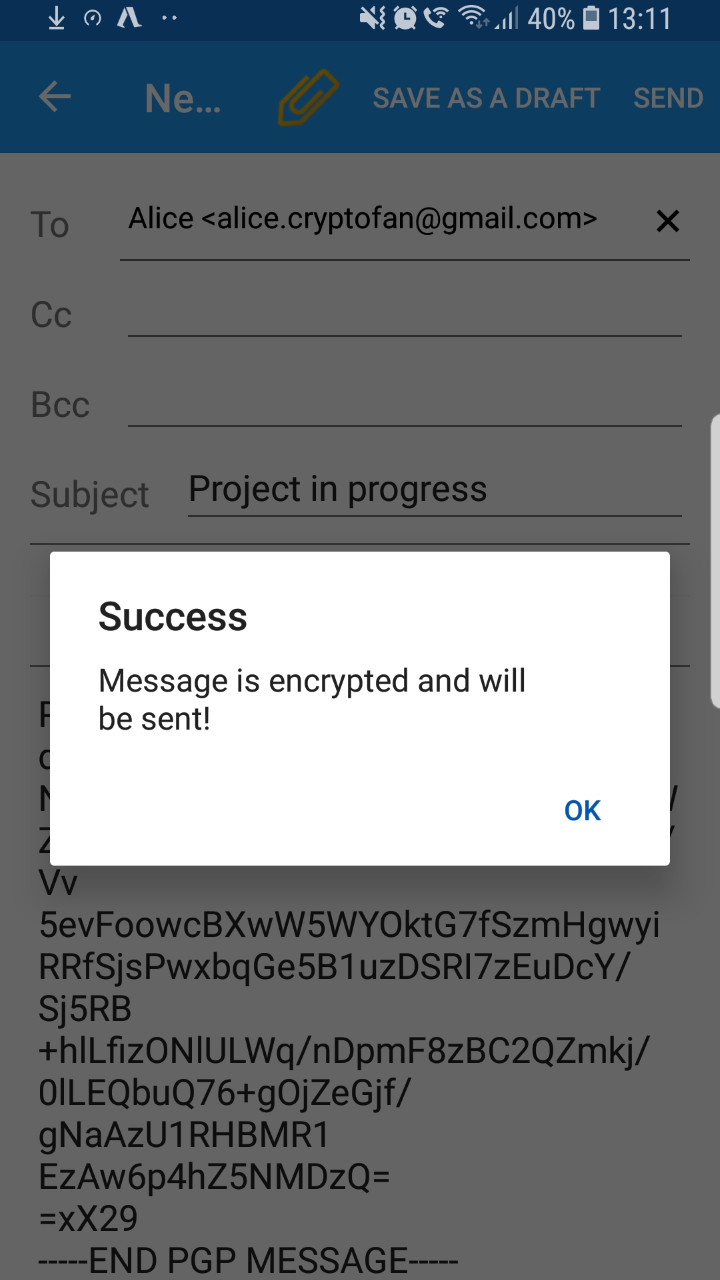 40% 13:11
Ne... SAVE AS A DRAFT SEND
To Alice <alice.cryptofan@gmail.com>
Cc
Bcc
Subject Project in progress
Success
Message is encrypted and will
be sent!
OK
Vv
5evFoowcBXwW5WYOktG7fSzmHgwyi
RRfSjsPwxbqGe5B1uzDSRI7zEuDcY/
Sj5RB
+hlLfizONlULWq/nDpmF8zBC2QZmkj/
0lLEQbuQ76+gOjZeGjf/
gNaAzU1RHBMR1
EzAw6p4hZ5NMDzQ=
=xX29
-----END PGP MESSAGE-----